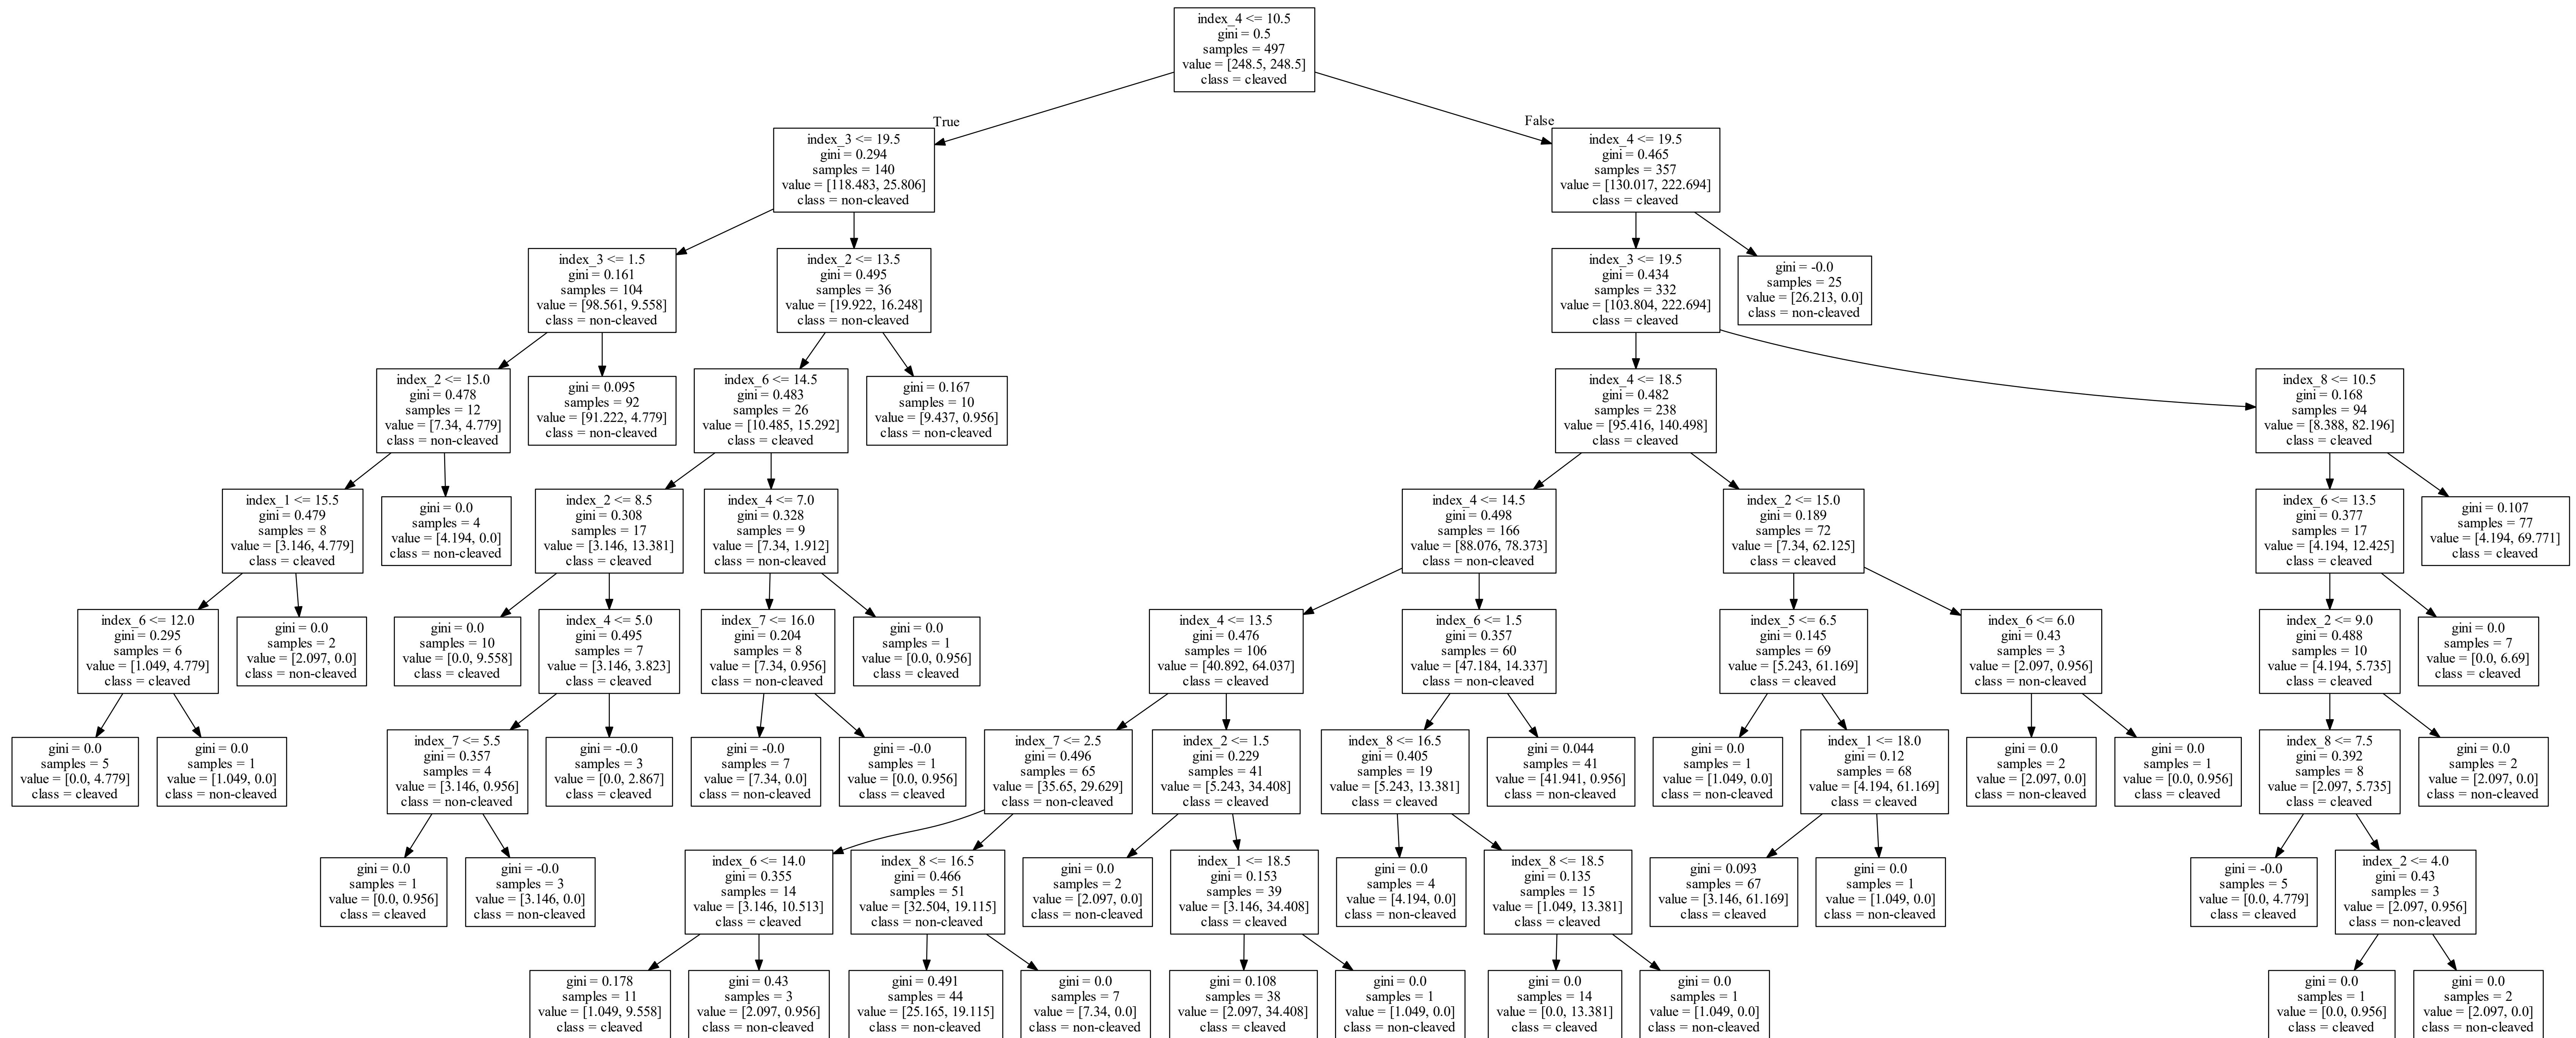 index_4 <= 10.5
gini = 0.5
samples = 497
value = [248.5, 248.5]
class = cleaved
True
False
index_3 <= 19.5
gini = 0.294
samples = 140
value = [118.483, 25.806]
class = non-cleaved
index_4 <= 19.5
gini = 0.465
samples = 357
value = [130.017, 222.694]
class = cleaved
index_3 <= 1.5
gini = 0.161
samples = 104
value = [98.561, 9.558]
class = non-cleaved
index_2 <= 13.5
gini = 0.495
samples = 36
value = [19.922, 16.248]
class = non-cleaved
index_3 <= 19.5
gini = 0.434
samples = 332
value = [103.804, 222.694]
class = cleaved
gini = -0.0
samples = 25
value = [26.213, 0.0]
class = non-cleaved
index_2 <= 15.0
gini = 0.478
samples = 12
value = [7.34, 4.779]
class = non-cleaved
gini = 0.095
samples = 92
value = [91.222, 4.779]
class = non-cleaved
index_6 <= 14.5
gini = 0.483
samples = 26
value = [10.485, 15.292]
class = cleaved
gini = 0.167
samples = 10
value = [9.437, 0.956]
class = non-cleaved
index_4 <= 18.5
gini = 0.482
samples = 238
value = [95.416, 140.498]
class = cleaved
index_8 <= 10.5
gini = 0.168
samples = 94
value = [8.388, 82.196]
class = cleaved
index_1 <= 15.5
gini = 0.479
samples = 8
value = [3.146, 4.779]
class = cleaved
gini = 0.0
samples = 4
value = [4.194, 0.0]
class = non-cleaved
index_2 <= 8.5
gini = 0.308
samples = 17
value = [3.146, 13.381]
class = cleaved
index_4 <= 7.0
gini = 0.328
samples = 9
value = [7.34, 1.912]
class = non-cleaved
index_4 <= 14.5
gini = 0.498
samples = 166
value = [88.076, 78.373]
class = non-cleaved
index_2 <= 15.0
gini = 0.189
samples = 72
value = [7.34, 62.125]
class = cleaved
index_6 <= 13.5
gini = 0.377
samples = 17
value = [4.194, 12.425]
class = cleaved
gini = 0.107
samples = 77
value = [4.194, 69.771]
class = cleaved
index_6 <= 12.0
gini = 0.295
samples = 6
value = [1.049, 4.779]
class = cleaved
gini = 0.0
samples = 2
value = [2.097, 0.0]
class = non-cleaved
gini = 0.0
samples = 10
value = [0.0, 9.558]
class = cleaved
index_4 <= 5.0
gini = 0.495
samples = 7
value = [3.146, 3.823]
class = cleaved
index_7 <= 16.0
gini = 0.204
samples = 8
value = [7.34, 0.956]
class = non-cleaved
gini = 0.0
samples = 1
value = [0.0, 0.956]
class = cleaved
index_4 <= 13.5
gini = 0.476
samples = 106
value = [40.892, 64.037]
class = cleaved
index_6 <= 1.5
gini = 0.357
samples = 60
value = [47.184, 14.337]
class = non-cleaved
index_5 <= 6.5
gini = 0.145
samples = 69
value = [5.243, 61.169]
class = cleaved
index_6 <= 6.0
gini = 0.43
samples = 3
value = [2.097, 0.956]
class = non-cleaved
index_2 <= 9.0
gini = 0.488
samples = 10
value = [4.194, 5.735]
class = cleaved
gini = 0.0
samples = 7
value = [0.0, 6.69]
class = cleaved
gini = 0.0
samples = 5
value = [0.0, 4.779]
class = cleaved
gini = 0.0
samples = 1
value = [1.049, 0.0]
class = non-cleaved
index_7 <= 5.5
gini = 0.357
samples = 4
value = [3.146, 0.956]
class = non-cleaved
gini = -0.0
samples = 3
value = [0.0, 2.867]
class = cleaved
gini = -0.0
samples = 7
value = [7.34, 0.0]
class = non-cleaved
gini = -0.0
samples = 1
value = [0.0, 0.956]
class = cleaved
index_7 <= 2.5
gini = 0.496
samples = 65
value = [35.65, 29.629]
class = non-cleaved
index_2 <= 1.5
gini = 0.229
samples = 41
value = [5.243, 34.408]
class = cleaved
index_8 <= 16.5
gini = 0.405
samples = 19
value = [5.243, 13.381]
class = cleaved
gini = 0.044
samples = 41
value = [41.941, 0.956]
class = non-cleaved
gini = 0.0
samples = 1
value = [1.049, 0.0]
class = non-cleaved
index_1 <= 18.0
gini = 0.12
samples = 68
value = [4.194, 61.169]
class = cleaved
gini = 0.0
samples = 2
value = [2.097, 0.0]
class = non-cleaved
gini = 0.0
samples = 1
value = [0.0, 0.956]
class = cleaved
index_8 <= 7.5
gini = 0.392
samples = 8
value = [2.097, 5.735]
class = cleaved
gini = 0.0
samples = 2
value = [2.097, 0.0]
class = non-cleaved
gini = 0.0
samples = 1
value = [0.0, 0.956]
class = cleaved
gini = -0.0
samples = 3
value = [3.146, 0.0]
class = non-cleaved
index_6 <= 14.0
gini = 0.355
samples = 14
value = [3.146, 10.513]
class = cleaved
index_8 <= 16.5
gini = 0.466
samples = 51
value = [32.504, 19.115]
class = non-cleaved
gini = 0.0
samples = 2
value = [2.097, 0.0]
class = non-cleaved
index_1 <= 18.5
gini = 0.153
samples = 39
value = [3.146, 34.408]
class = cleaved
gini = 0.0
samples = 4
value = [4.194, 0.0]
class = non-cleaved
index_8 <= 18.5
gini = 0.135
samples = 15
value = [1.049, 13.381]
class = cleaved
gini = 0.093
samples = 67
value = [3.146, 61.169]
class = cleaved
gini = 0.0
samples = 1
value = [1.049, 0.0]
class = non-cleaved
gini = -0.0
samples = 5
value = [0.0, 4.779]
class = cleaved
index_2 <= 4.0
gini = 0.43
samples = 3
value = [2.097, 0.956]
class = non-cleaved
gini = 0.178
samples = 11
value = [1.049, 9.558]
class = cleaved
gini = 0.43
samples = 3
value = [2.097, 0.956]
class = non-cleaved
gini = 0.491
samples = 44
value = [25.165, 19.115]
class = non-cleaved
gini = 0.0
samples = 7
value = [7.34, 0.0]
class = non-cleaved
gini = 0.108
samples = 38
value = [2.097, 34.408]
class = cleaved
gini = 0.0
samples = 1
value = [1.049, 0.0]
class = non-cleaved
gini = 0.0
samples = 14
value = [0.0, 13.381]
class = cleaved
gini = 0.0
samples = 1
value = [1.049, 0.0]
class = non-cleaved
gini = 0.0
samples = 1
value = [0.0, 0.956]
class = cleaved
gini = 0.0
samples = 2
value = [2.097, 0.0]
class = non-cleaved